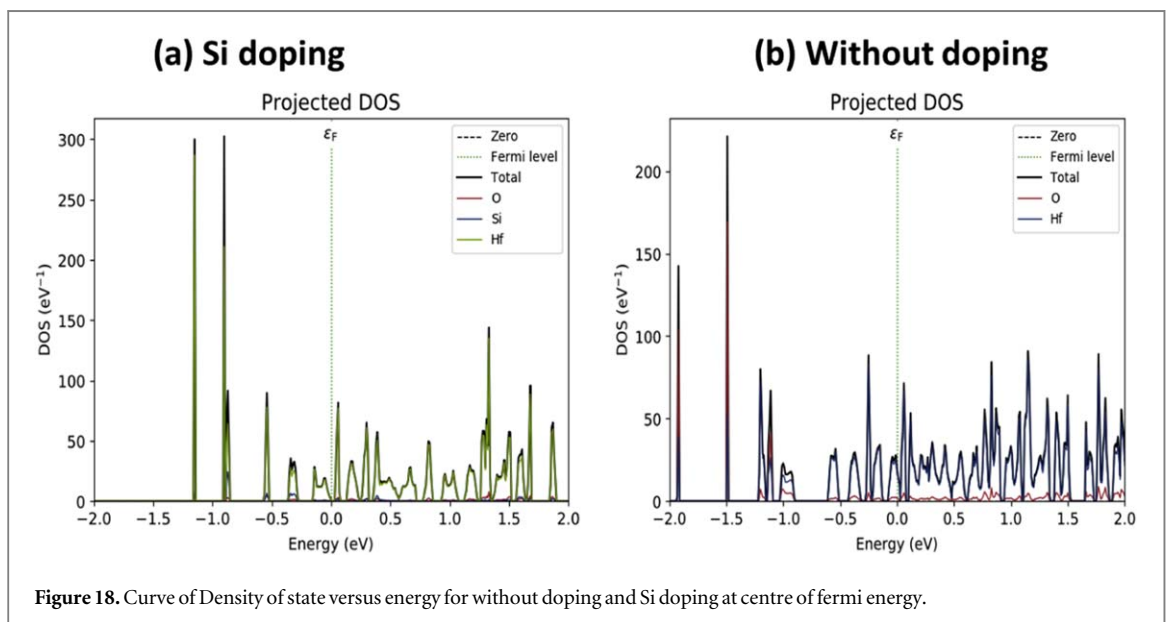 (a) Si doping
(b) Without doping
Projected DOS
εF
Zero
Fermi level
Total
O
Si
Hf
300
250
200
150
100
50
0
DOS (eV⁻¹)
−2.0 −1.5 −1.0 −0.5 0.0 0.5 1.0 1.5 2.0
Energy (eV)
Projected DOS
εF
Zero
Fermi level
Total
O
Hf
200
150
100
50
0
DOS (eV⁻¹)
−2.0 −1.5 −1.0 −0.5 0.0 0.5 1.0 1.5 2.0
Energy (eV)
Figure 18. Curve of Density of state versus energy for without doping and Si doping at centre of fermi energy.